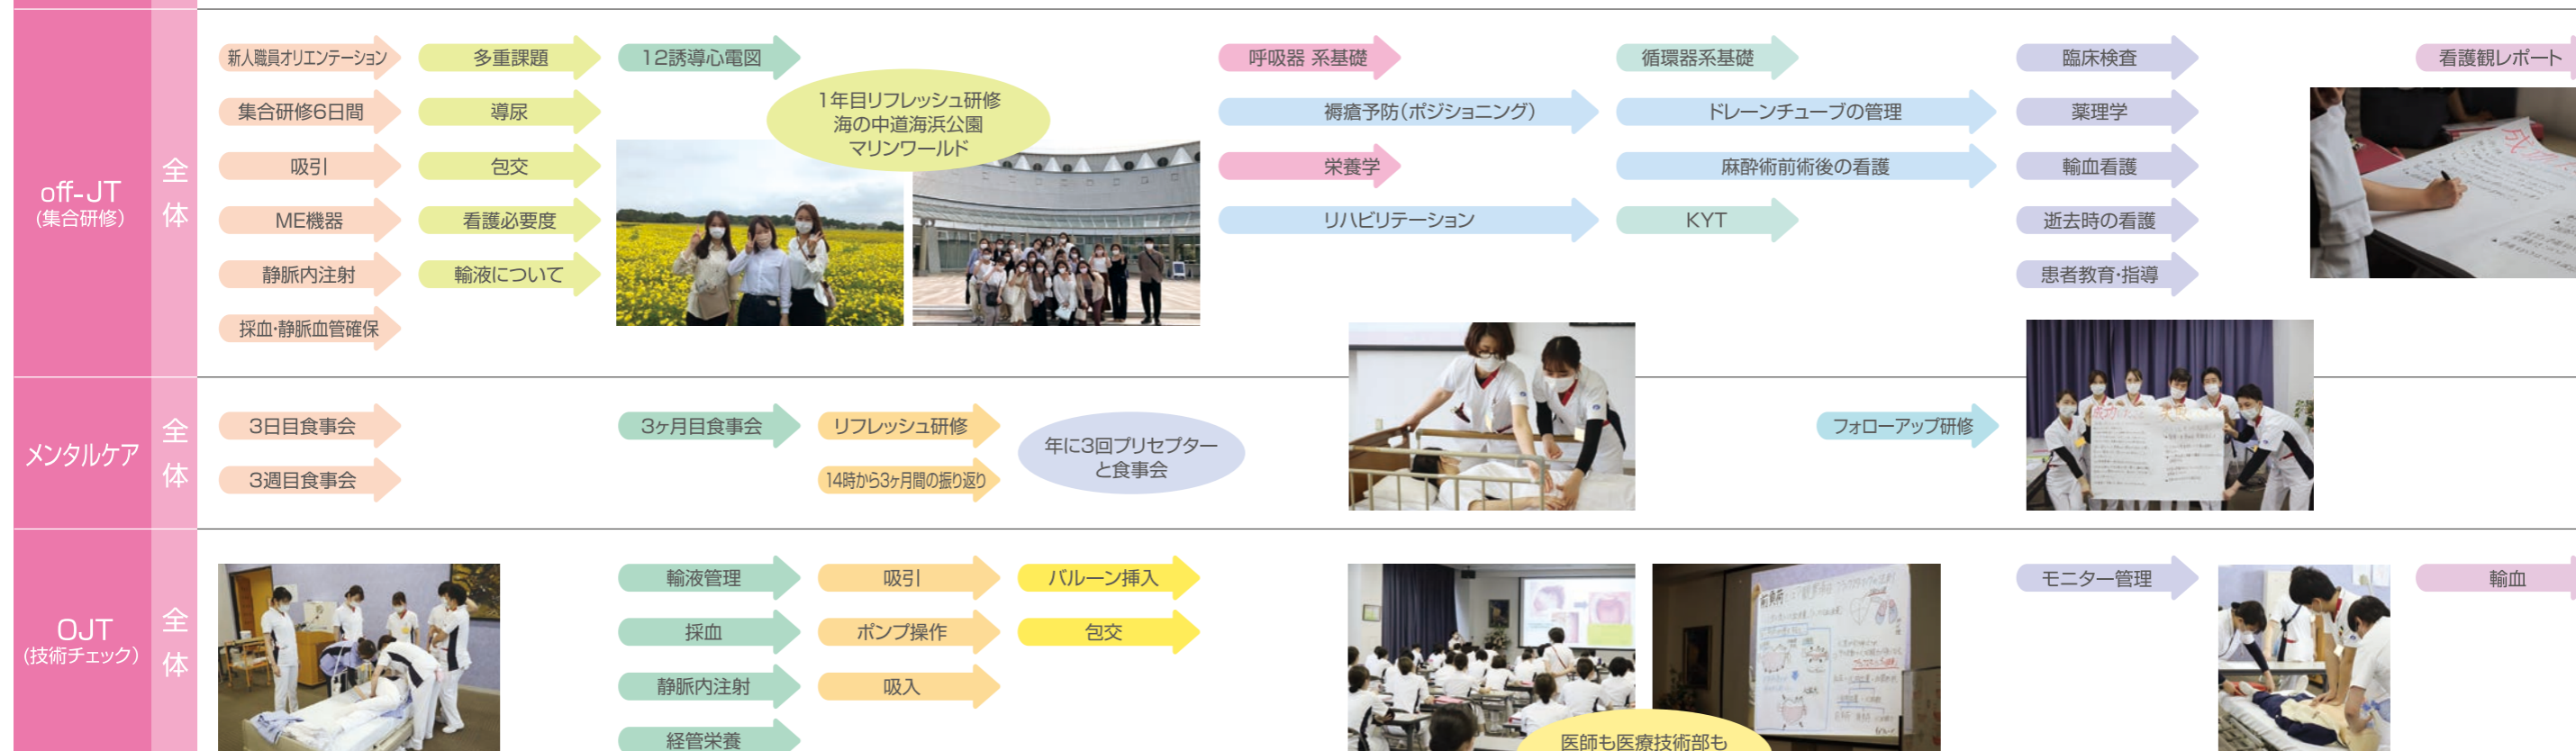 off-JT
(集合研修)
全体
新人職員オリエンテーション
集合研修6日間
吸引
ME機器
静脈内注射
採血・静脈血管確保
多重課題
導尿
包交
看護必要度
輸液について
12誘導心電図
1年目リフレッシュ研修
海の中道海浜公園
マリンワールド
呼吸器 系基礎
褥瘡予防(ポジショニング)
栄養学
リハビリテーション
循環器系基礎
ドレーンチューブの管理
麻酔術前術後の看護
KYT
臨床検査
薬理学
輸血看護
逝去時の看護
患者教育・指導
看護観レポート
メンタルケア
全体
3日目食事会
3週目食事会
3ヶ月目食事会
リフレッシュ研修
14時から3ヶ月間の振り返り
年に3回プリセプター
と食事会
フォローアップ研修
OJT
(技術チェック)
全体
輸液管理
採血
静脈内注射
経管栄養
吸引
ポンプ操作
吸入
バルーン挿入
包交
医師も医療技術部も
モニター管理
輸血